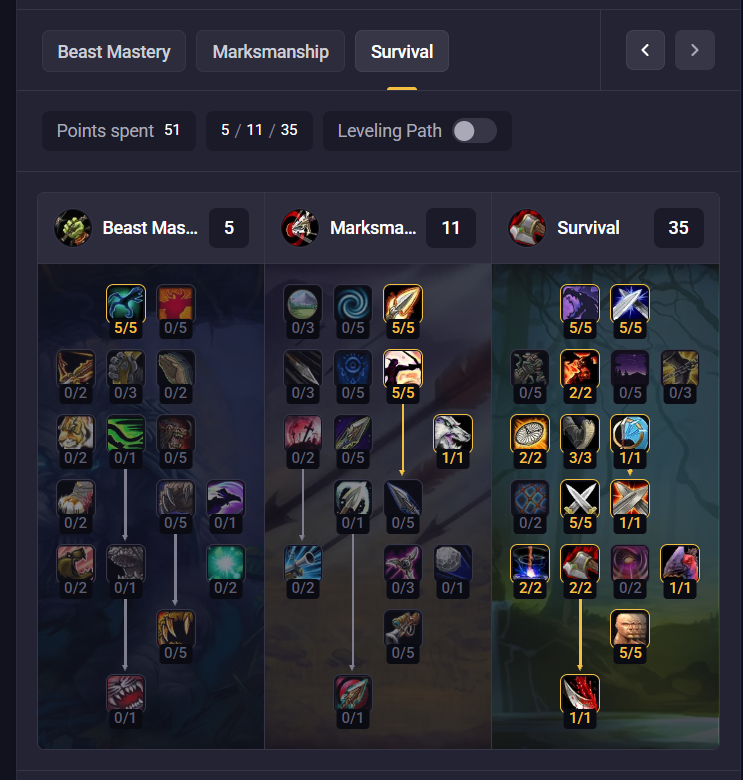 Beast Mastery Marksmanship Survival
Points spent 51 5 / 11 / 35 Leveling Path
Beast Mas... 5 Marksma... 11 Survival 35
5/5 0/5 0/3 0/5 5/5 5/5 5/5
0/2 0/3 0/2 0/3 0/5 5/5 0/5 2/2 0/5 0/3
0/2 0/1 0/5 0/2 0/5 1/1 2/2 3/3 1/1
0/2 0/5 0/1 0/1 0/5 0/2 5/5 1/1
0/2 0/1 0/2 0/2 0/3 0/1 2/2 2/2 0/2 1/1
0/5 0/5 5/5
0/1 0/1 1/1